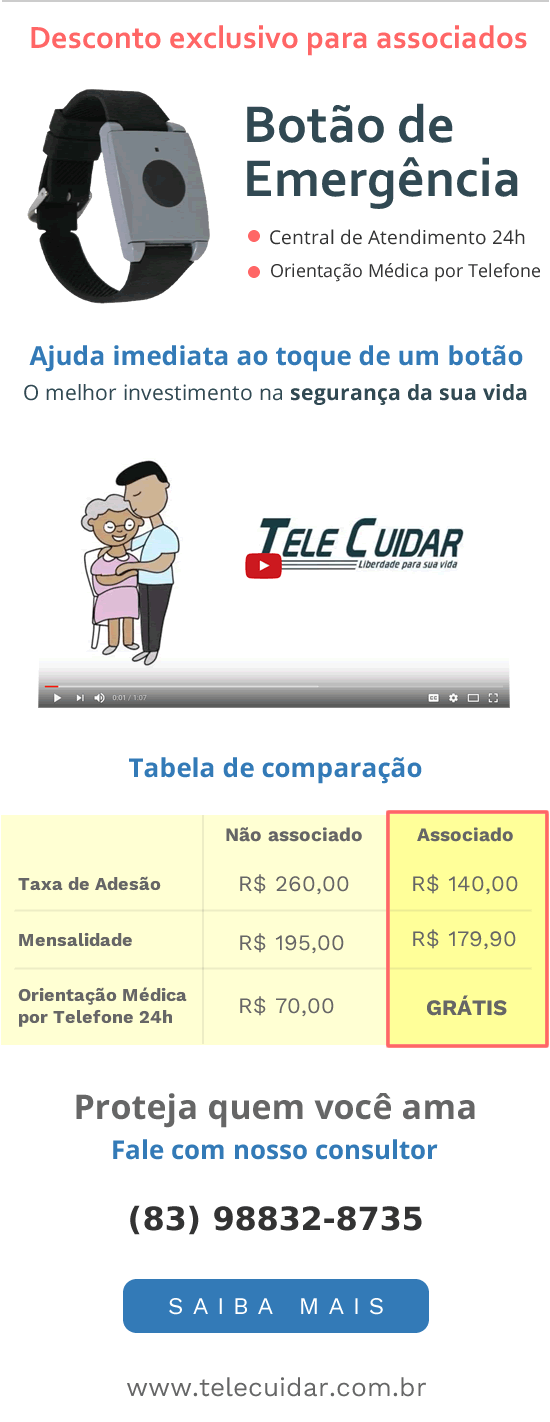 Desconto exclusivo para associados
Botão de
Emergência
Central de Atendimento 24h
Orientação Médica por Telefone
Ajuda imediata ao toque de um botão
O melhor investimento na segurança da sua vida
TELE CUIDAR
Liberdade para sua vida
0:01 / 1:07
Tabela de comparação
Não associado Associado
Taxa de Adesão R$ 260,00 R$ 140,00
Mensalidade R$ 195,00 R$ 179,90
Orientação Médica
por Telefone 24h R$ 70,00 GRÁTIS
Proteja quem você ama
Fale com nosso consultor
(83) 98832-8735
SAIBA MAIS
www.telecuidar.com.br